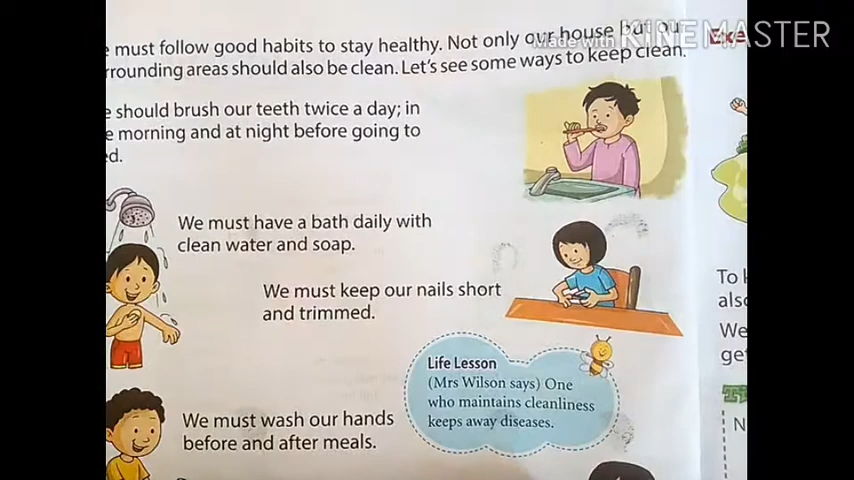 must follow good habits to stay healthy. Not only our house but our
rrounding areas should also be clean. Let's see some ways to keep clean.
e should brush our teeth twice a day; in
e morning and at night before going to
ed.
We must have a bath daily with
clean water and soap.
We must keep our nails short
and trimmed.
Life Lesson
(Mrs Wilson says) One
who maintains cleanliness
keeps away diseases.
We must wash our hands
before and after meals.
Made with KINEMASTER
Exe
To k
also
We
get
Ti
N